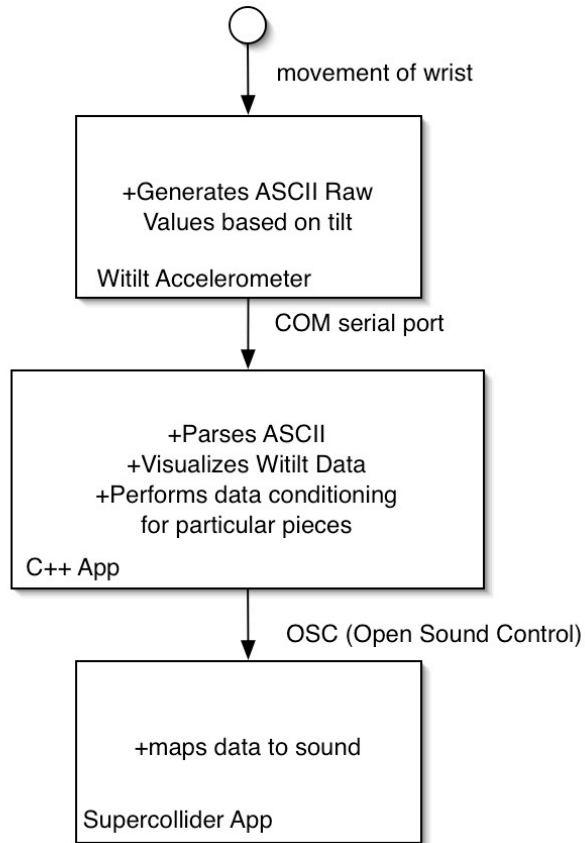 movement of wrist
+Generates ASCII Raw
Values based on tilt
Witilt Accelerometer
COM serial port
+Parses ASCII
+Visualizes Witilt Data
+Performs data conditioning
for particular pieces
C++ App
OSC (Open Sound Control)
+maps data to sound
Supercollider App